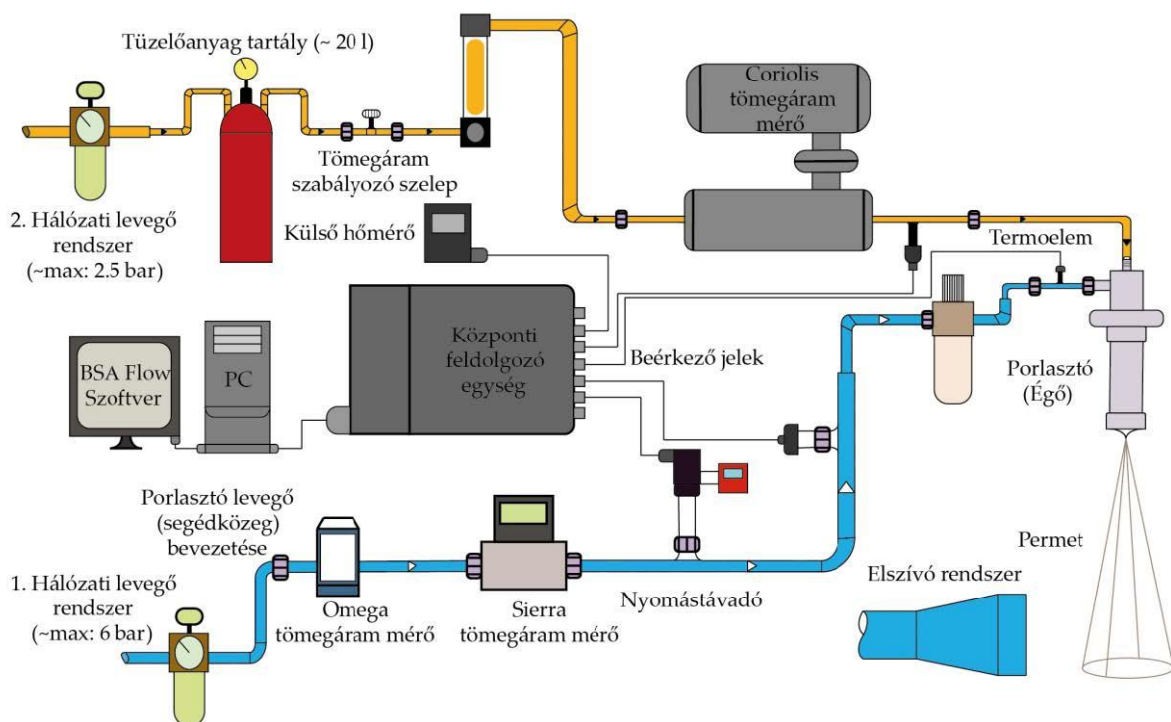 Tüzelőanyag tartály (~ 20 l)
Coriolis
tömegáram
mérő
Tömegáram
szabályozó szelep
2. Hálózati levegő
rendszer
(~max: 2.5 bar)
Külső hőmérő
Termoelem
Központi
feldolgozó
egység
Beérkező jelek
BSA Flow
Szoftver
PC
Porlasztó
(Égő)
Porlasztó levegő
(segédközeg)
bevezetése
Permet
1. Hálózati levegő
rendszer
(~max: 6 bar)
Omega
tömegáram mérő
Sierra
tömegáram mérő
Nyomástávadó
Elszívó rendszer